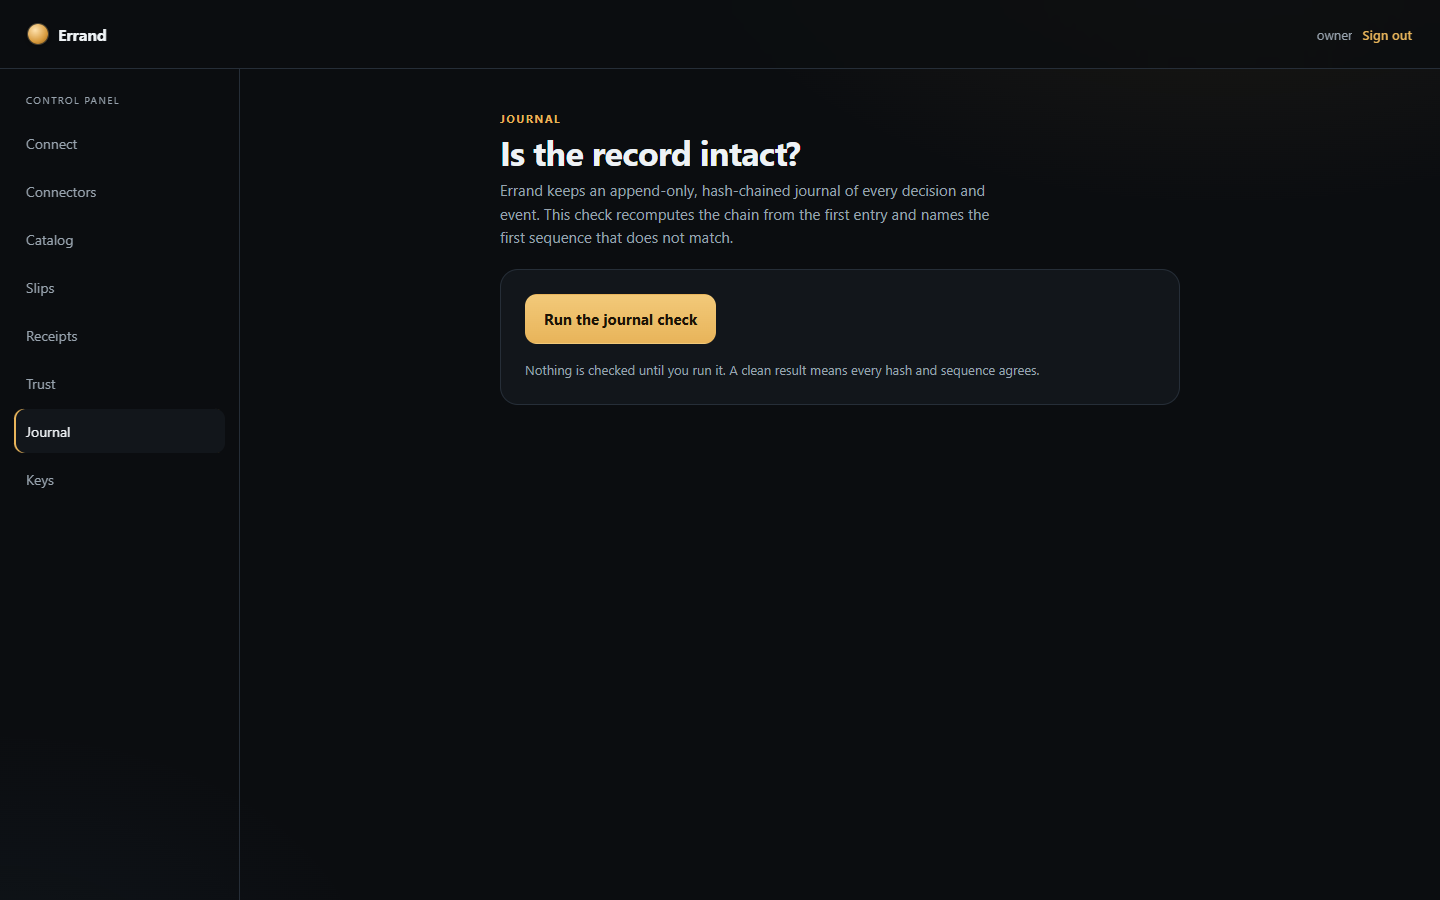 Errand
owner
Sign out
CONTROL PANEL
Connect
Connectors
Catalog
Slips
Receipts
Trust
Journal
Keys
JOURNAL
Is the record intact?
Errand keeps an append-only, hash-chained journal of every decision and
event. This check recomputes the chain from the first entry and names the
first sequence that does not match.
Run the journal check
Nothing is checked until you run it. A clean result means every hash and sequence agrees.